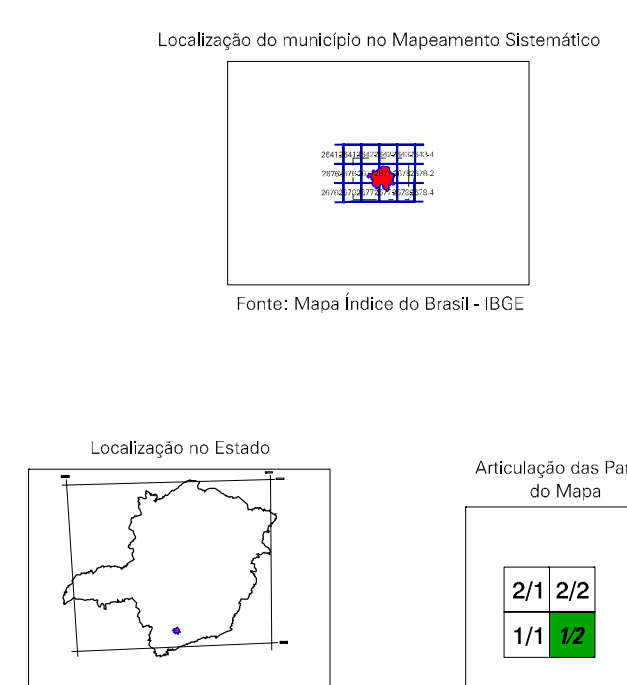 Localização do município no Mapeamento Sistemático
Fonte: Mapa Índice do Brasil - IBGE
Localização no Estado
Articulação das Par
do Mapa
2/1 2/2
1/1 1/2